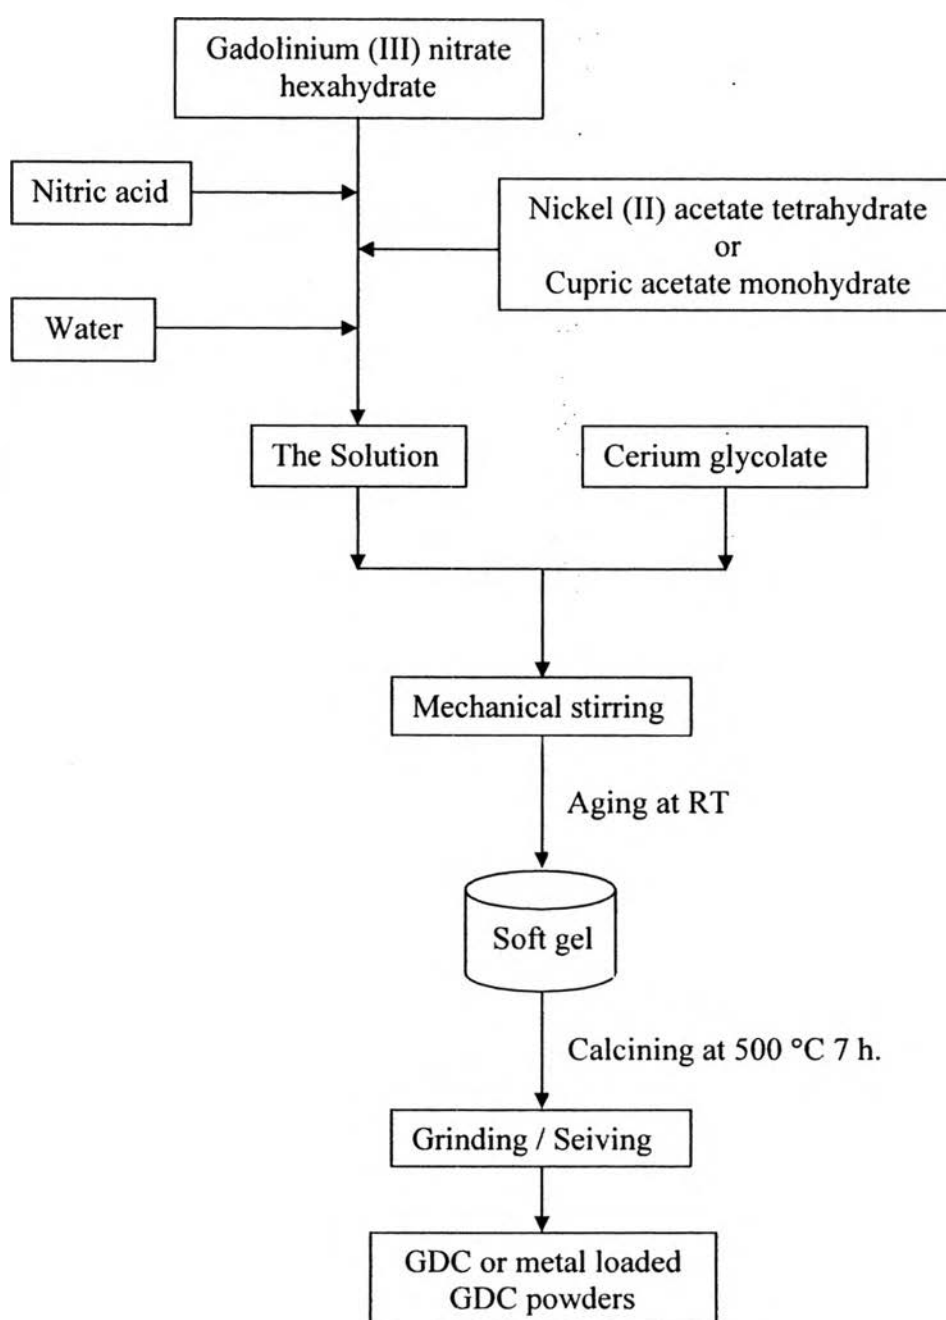 Gadolinium (III) nitrate
hexahydrate
Nitric acid
Nickel (II) acetate tetrahydrate
or
Cupric acetate monohydrate
Water
The Solution
Cerium glycolate
Mechanical stirring
Aging at RT
Soft gel
Calcining at 500 °C 7 h.
Grinding / Seiving
GDC or metal loaded
GDC powders